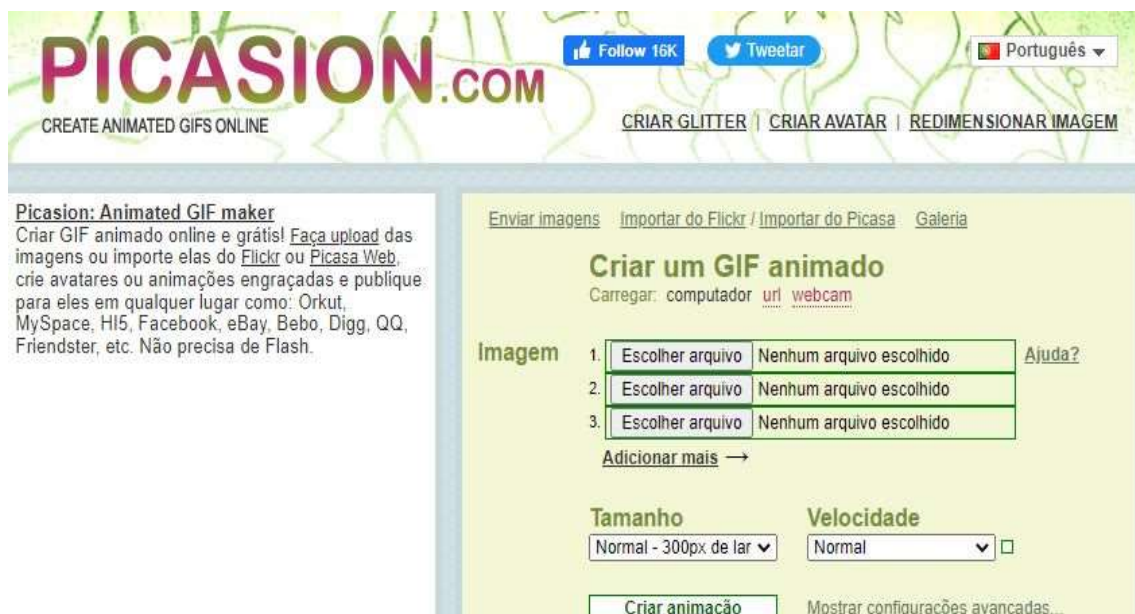 PICASION.COM
CREATE ANIMATED GIFS ONLINE
Follow 16K
Tweetar
Português
CRIAR GLITTER | CRIAR AVATAR | REDIMENSIONAR IMAGEM
Picasion: Animated GIF maker
Criar GIF animado online e grátis! Faça upload das
imagens ou importe elas do Flickr ou Picasa Web,
crie avatares ou animações engraçadas e publique
para eles em qualquer lugar como: Orkut,
MySpace, HI5, Facebook, eBay, Bebo, Digg, QQ,
Friendster, etc. Não precisa de Flash.
Enviar imagens Importar do Flickr / Importar do Picasa Galeria
Criar um GIF animado
Carregar: computador url webcam
Imagem 1. Escolher arquivo Nenhum arquivo escolhido Ajuda?
2. Escolher arquivo Nenhum arquivo escolhido
3. Escolher arquivo Nenhum arquivo escolhido
Adicionar mais →
Tamanho Velocidade
Normal - 300px de lar Normal
Criar animação Mostrar configurações avançadas...